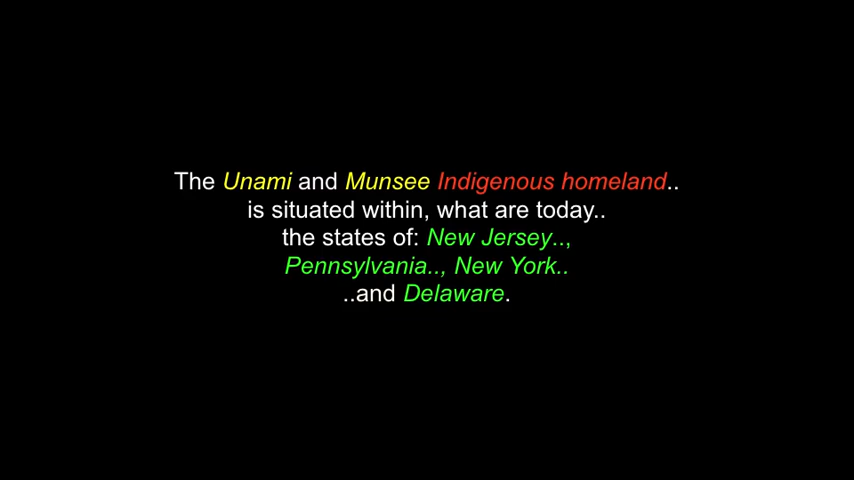 The Unami and Munsee Indigenous homeland..
is situated within, what are today..
the states of: New Jersey..,
Pennsylvania.., New York..
..and Delaware.